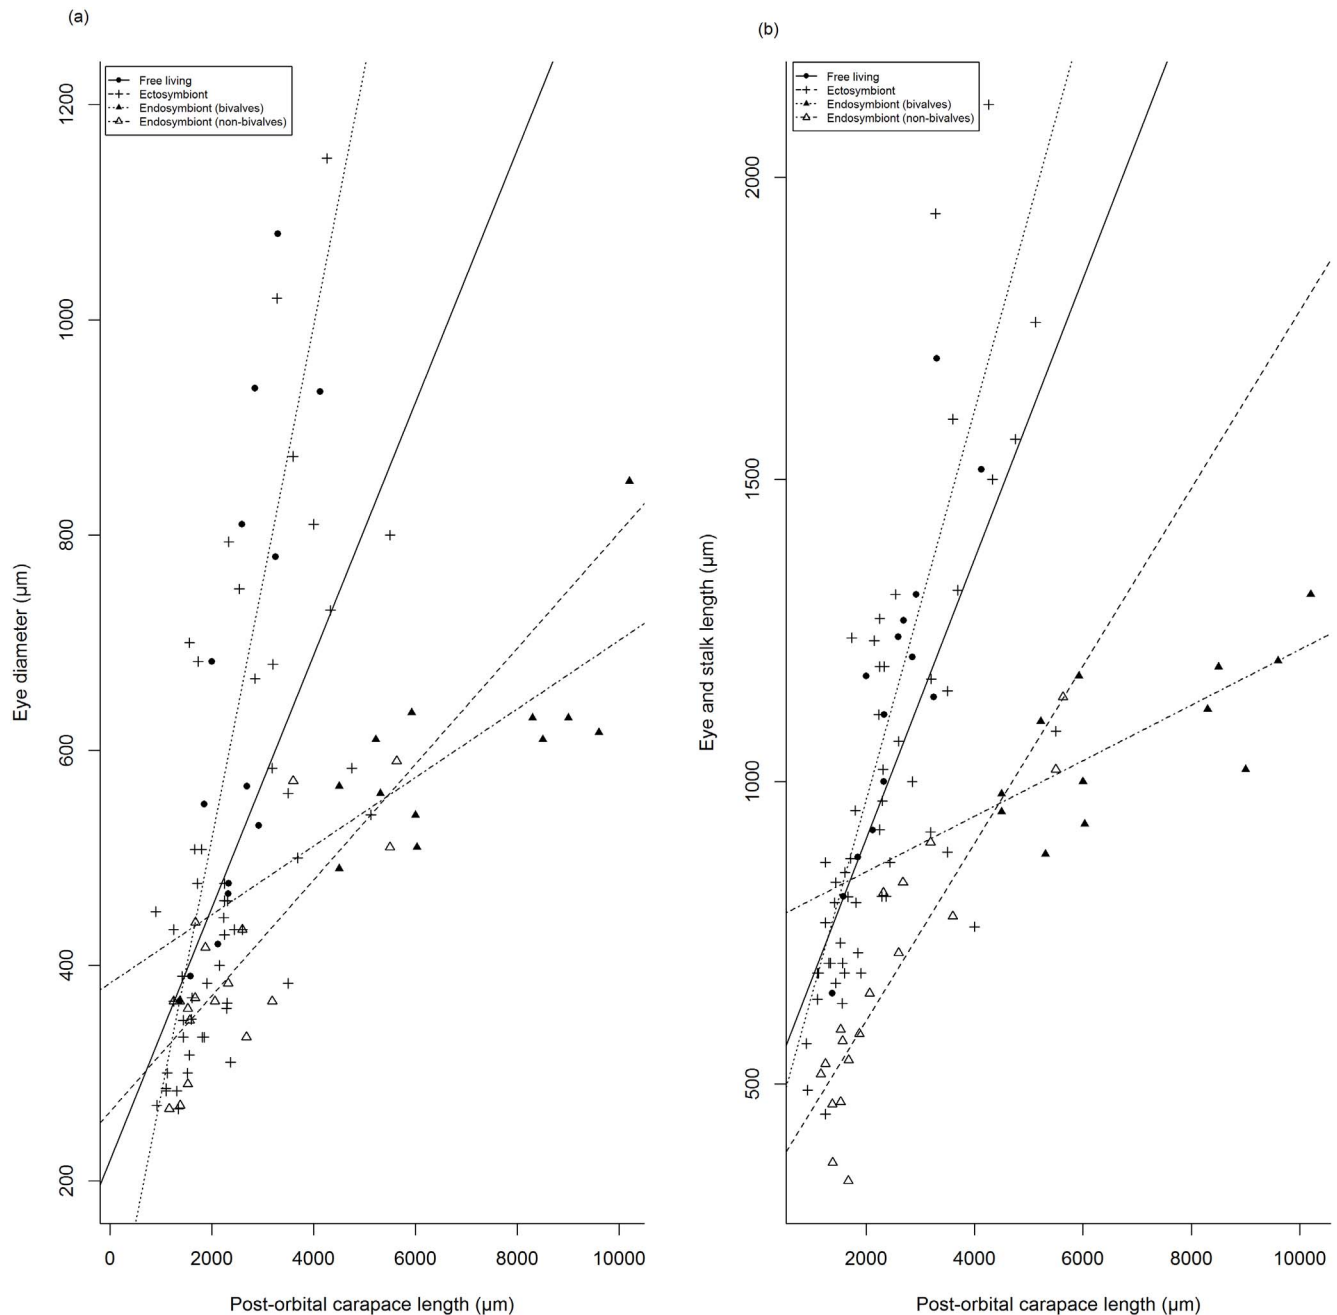 (a)
Free living
Ectosymbiont
Endosymbiont (bivalves)
Endosymbiont (non-bivalves)
Eye diameter (µm)
1200
1000
800
600
400
200
0 2000 4000 6000 8000 10000
Post-orbital carapace length (µm)
(b)
Free living
Ectosymbiont
Endosymbiont (bivalves)
Endosymbiont (non-bivalves)
Eye and stalk length (µm)
2000
1500
1000
500
2000 4000 6000 8000 10000
Post-orbital carapace length (µm)